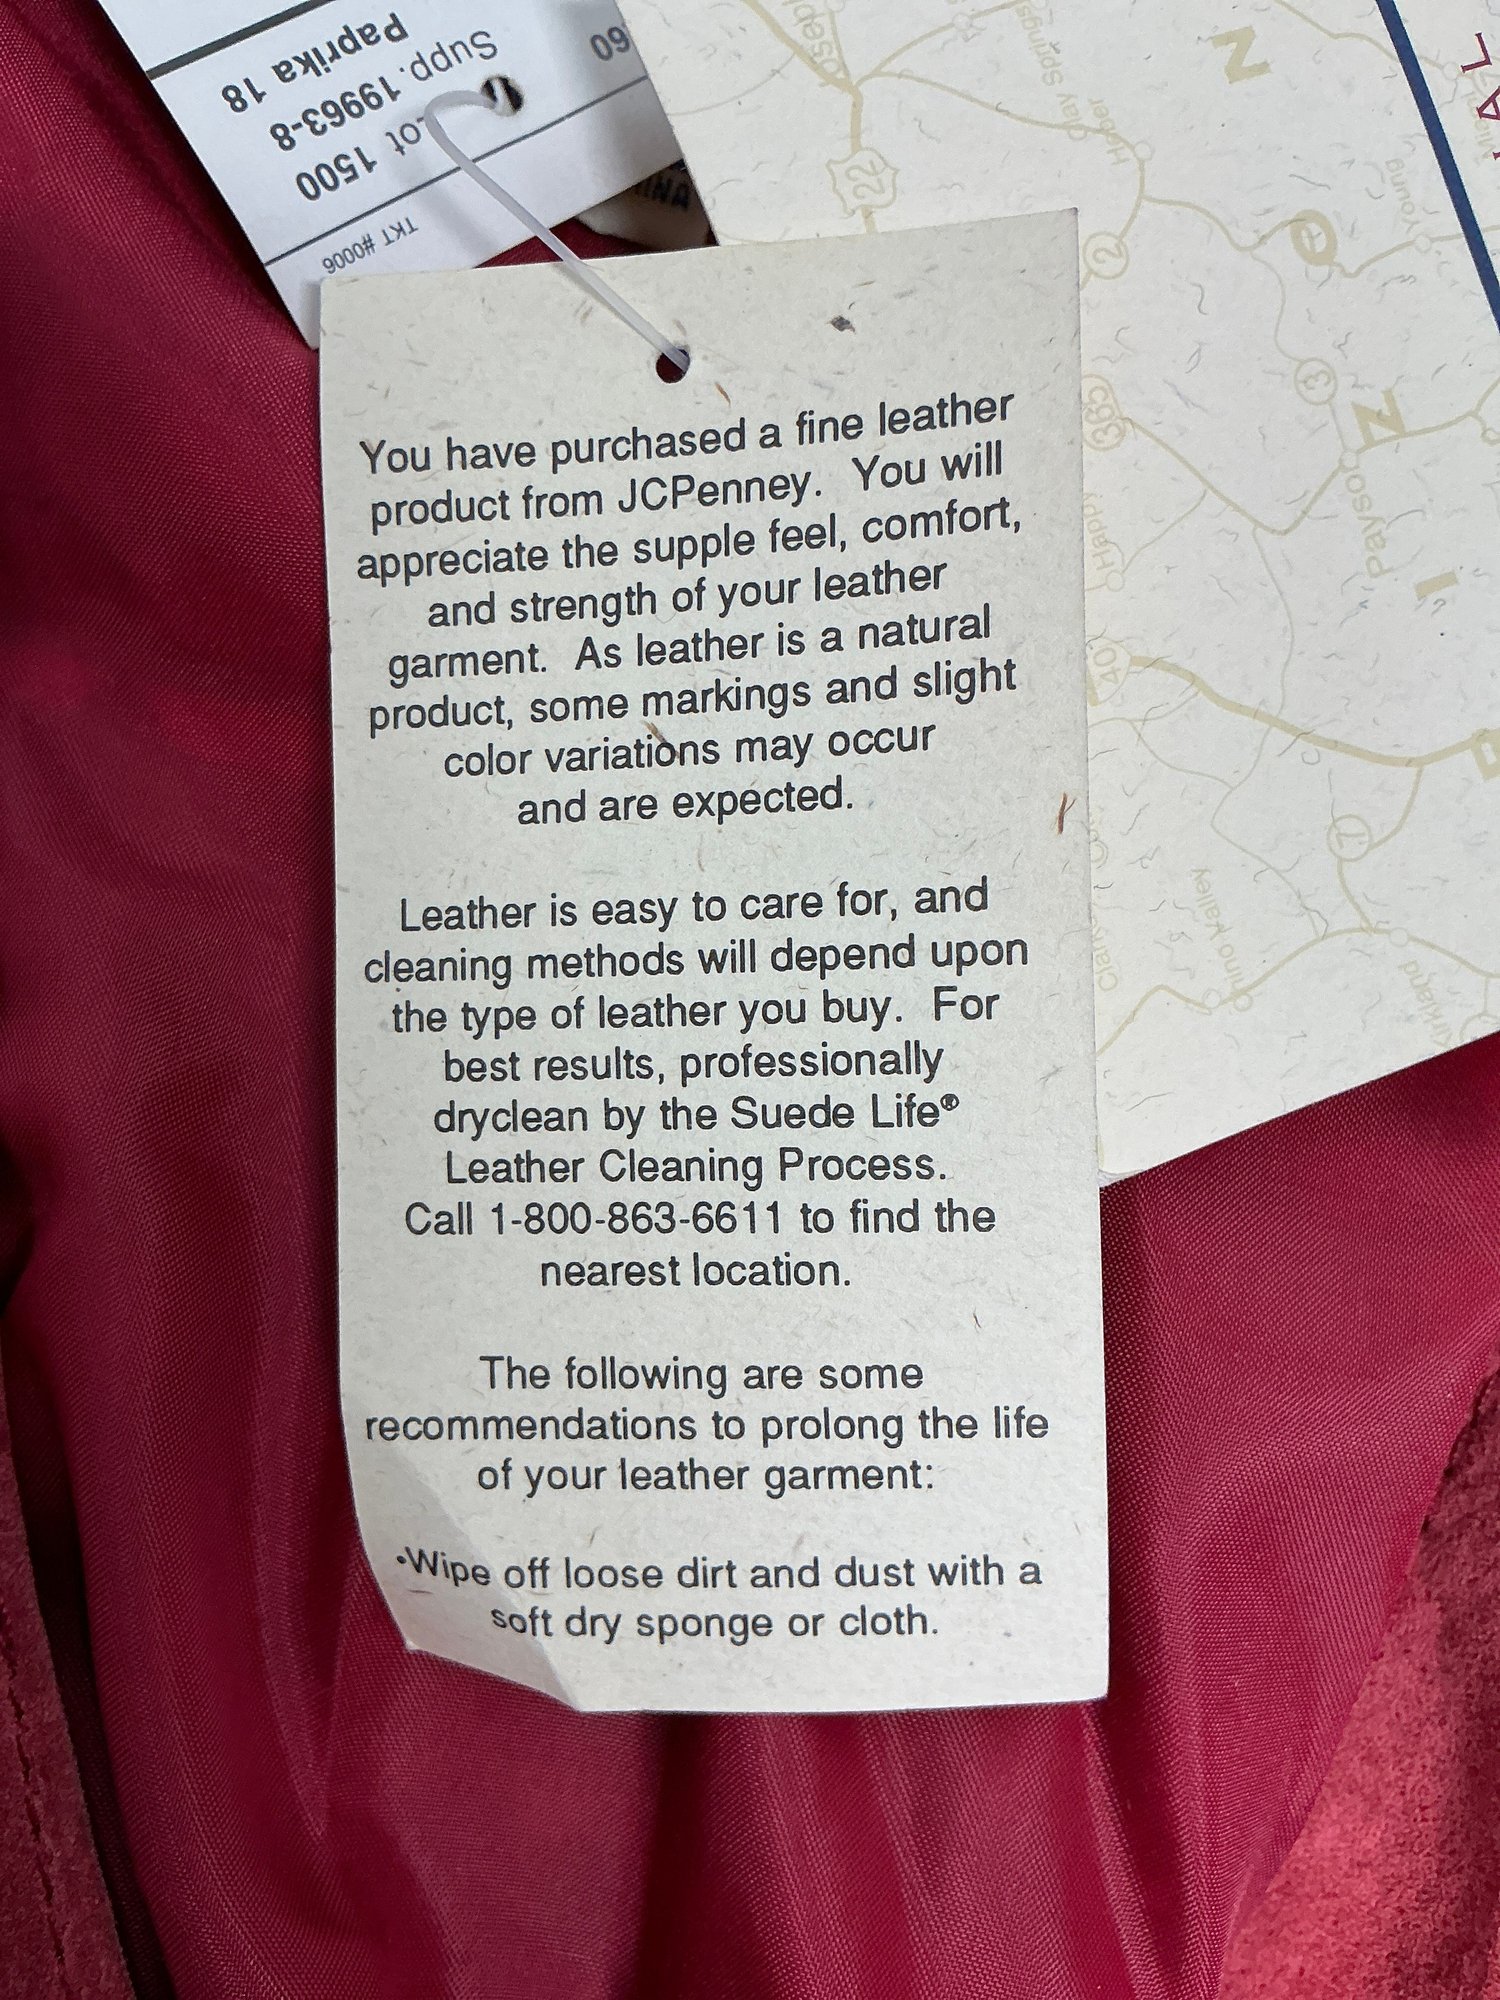 Paprika 18
Supp. 19963-8
Lot 1500
60
TKT #0006
You have purchased a fine leather
product from JCPenney. You will
appreciate the supple feel, comfort,
and strength of your leather
garment. As leather is a natural
product, some markings and slight
color variations may occur
and are expected.
Leather is easy to care for, and
cleaning methods will depend upon
the type of leather you buy. For
best results, professionally
dryclean by the Suede Life®
Leather Cleaning Process.
Call 1-800-863-6611 to find the
nearest location.
The following are some
recommendations to prolong the life
of your leather garment:
•Wipe off loose dirt and dust with a
soft dry sponge or cloth.
22
Clay Springs
Heber
Young
N
O
Z
I
2
3
Payson
Happy
40
Chino Valley
Kirkland